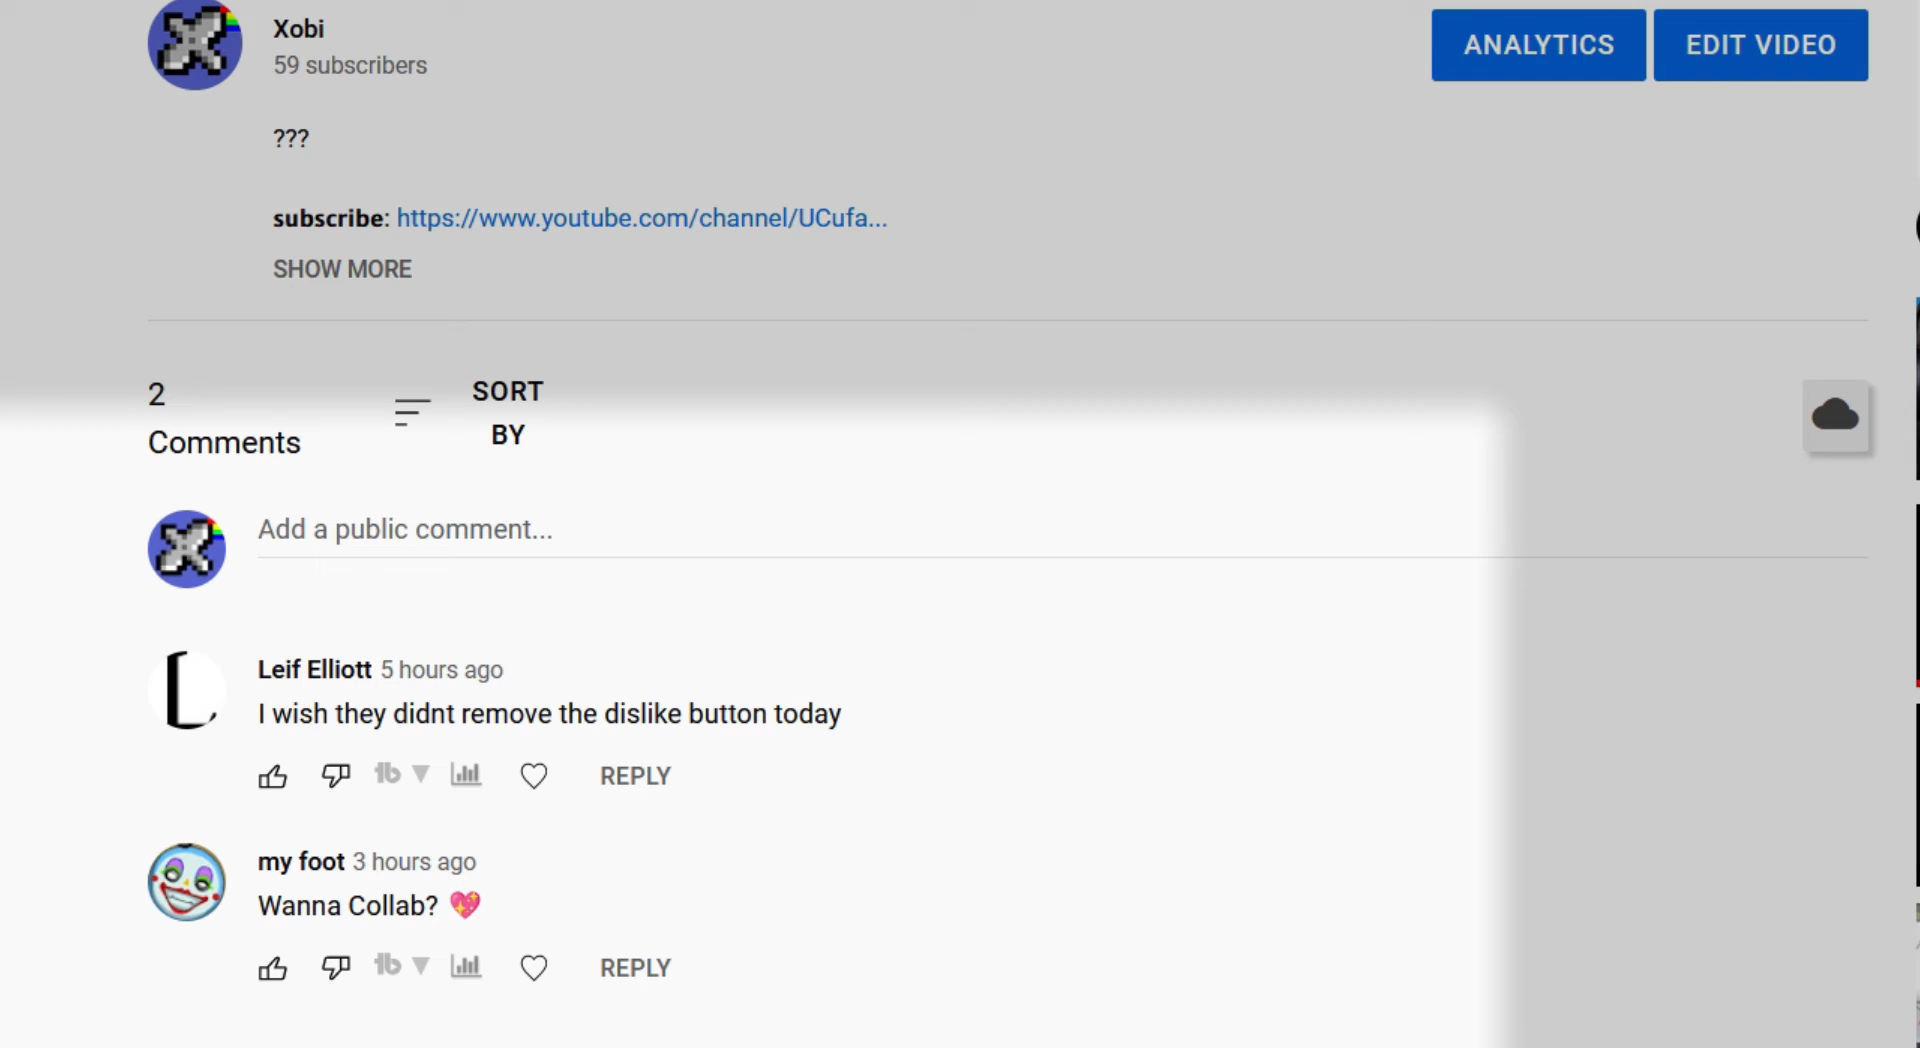 Xobi
59 subscribers
ANALYTICS
EDIT VIDEO
???
subscribe: https://www.youtube.com/channel/UCufa...
SHOW MORE
2
Comments
SORT
BY
Add a public comment...
Leif Elliott 5 hours ago
I wish they didnt remove the dislike button today
REPLY
my foot 3 hours ago
Wanna Collab? 💖
REPLY